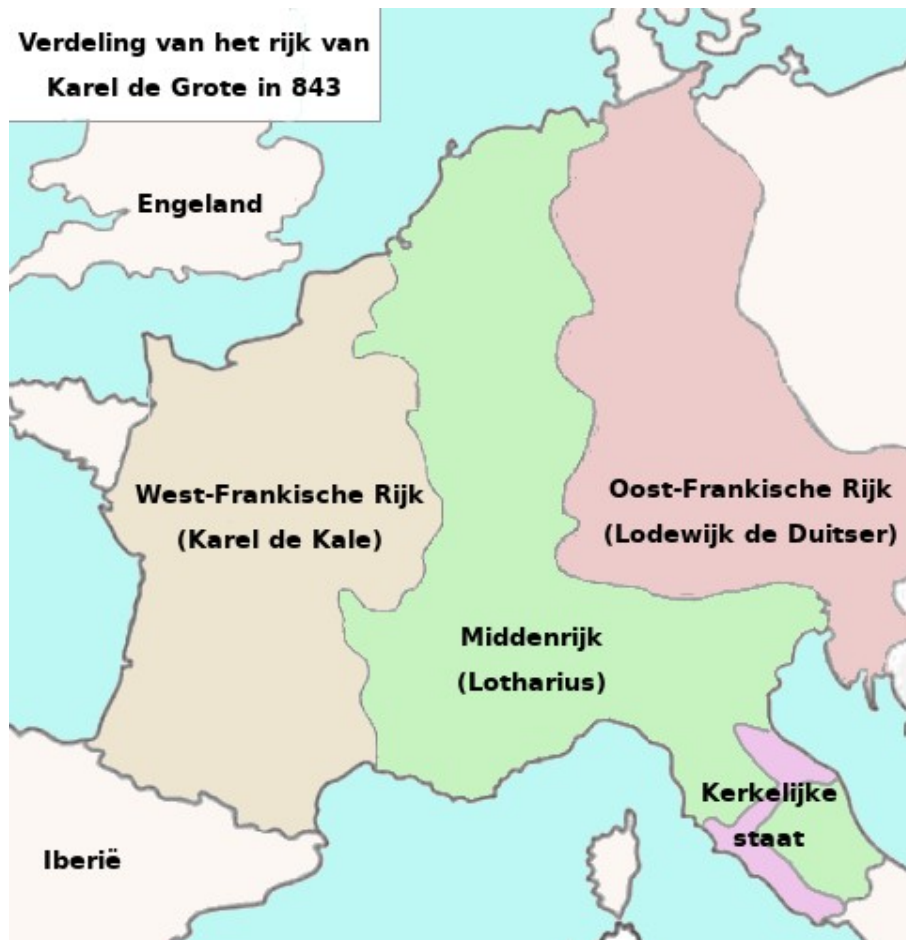 Verdeling van het rijk van
Karel de Grote in 843
Engeland
West-Frankische Rijk
(Karel de Kale)
Oost-Frankische Rijk
(Lodewijk de Duitser)
Middenrijk
(Lotharius)
Kerkelijke
staat
Iberië